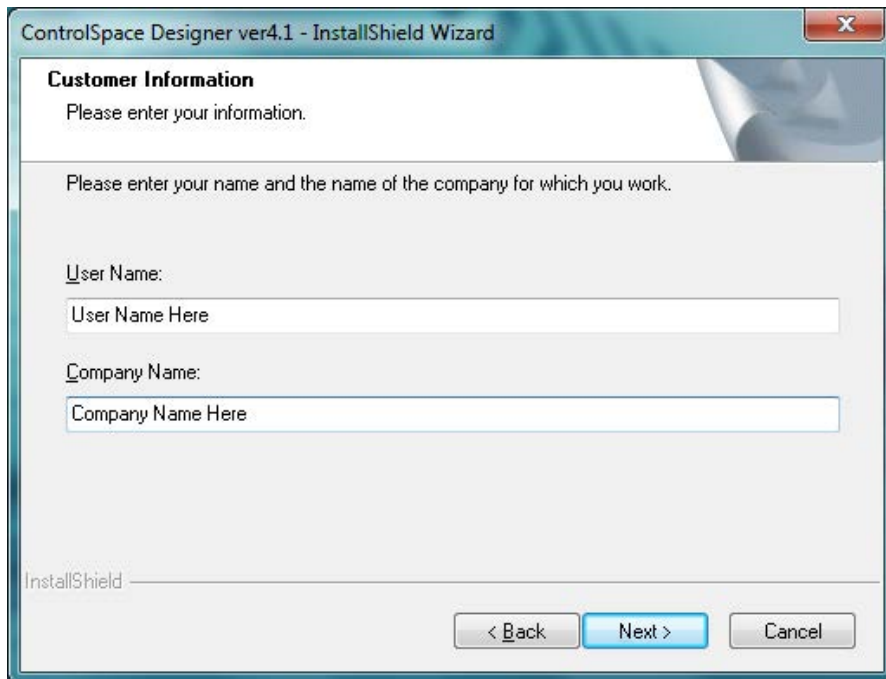 ControlSpace Designer ver4.1 - InstallShield Wizard
Customer Information
Please enter your information.
Please enter your name and the name of the company for which you work.
User Name:
User Name Here
Company Name:
Company Name Here
InstallShield
< Back Next > Cancel